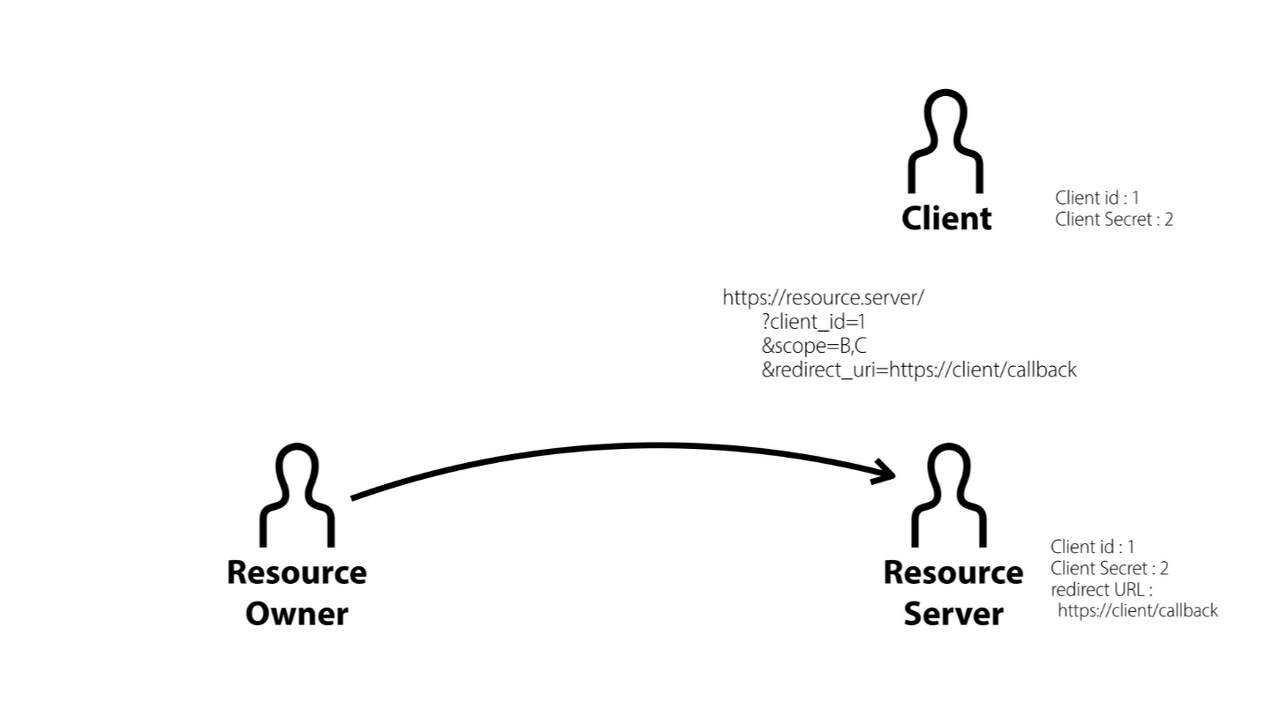 Client
Client id : 1
Client Secret : 2
https://resource.server/
?client_id=1
&scope=B,C
&redirect_uri=https://client/callback
Resource
Owner
Resource
Server
Client id : 1
Client Secret : 2
redirect URL :
https://client/callback